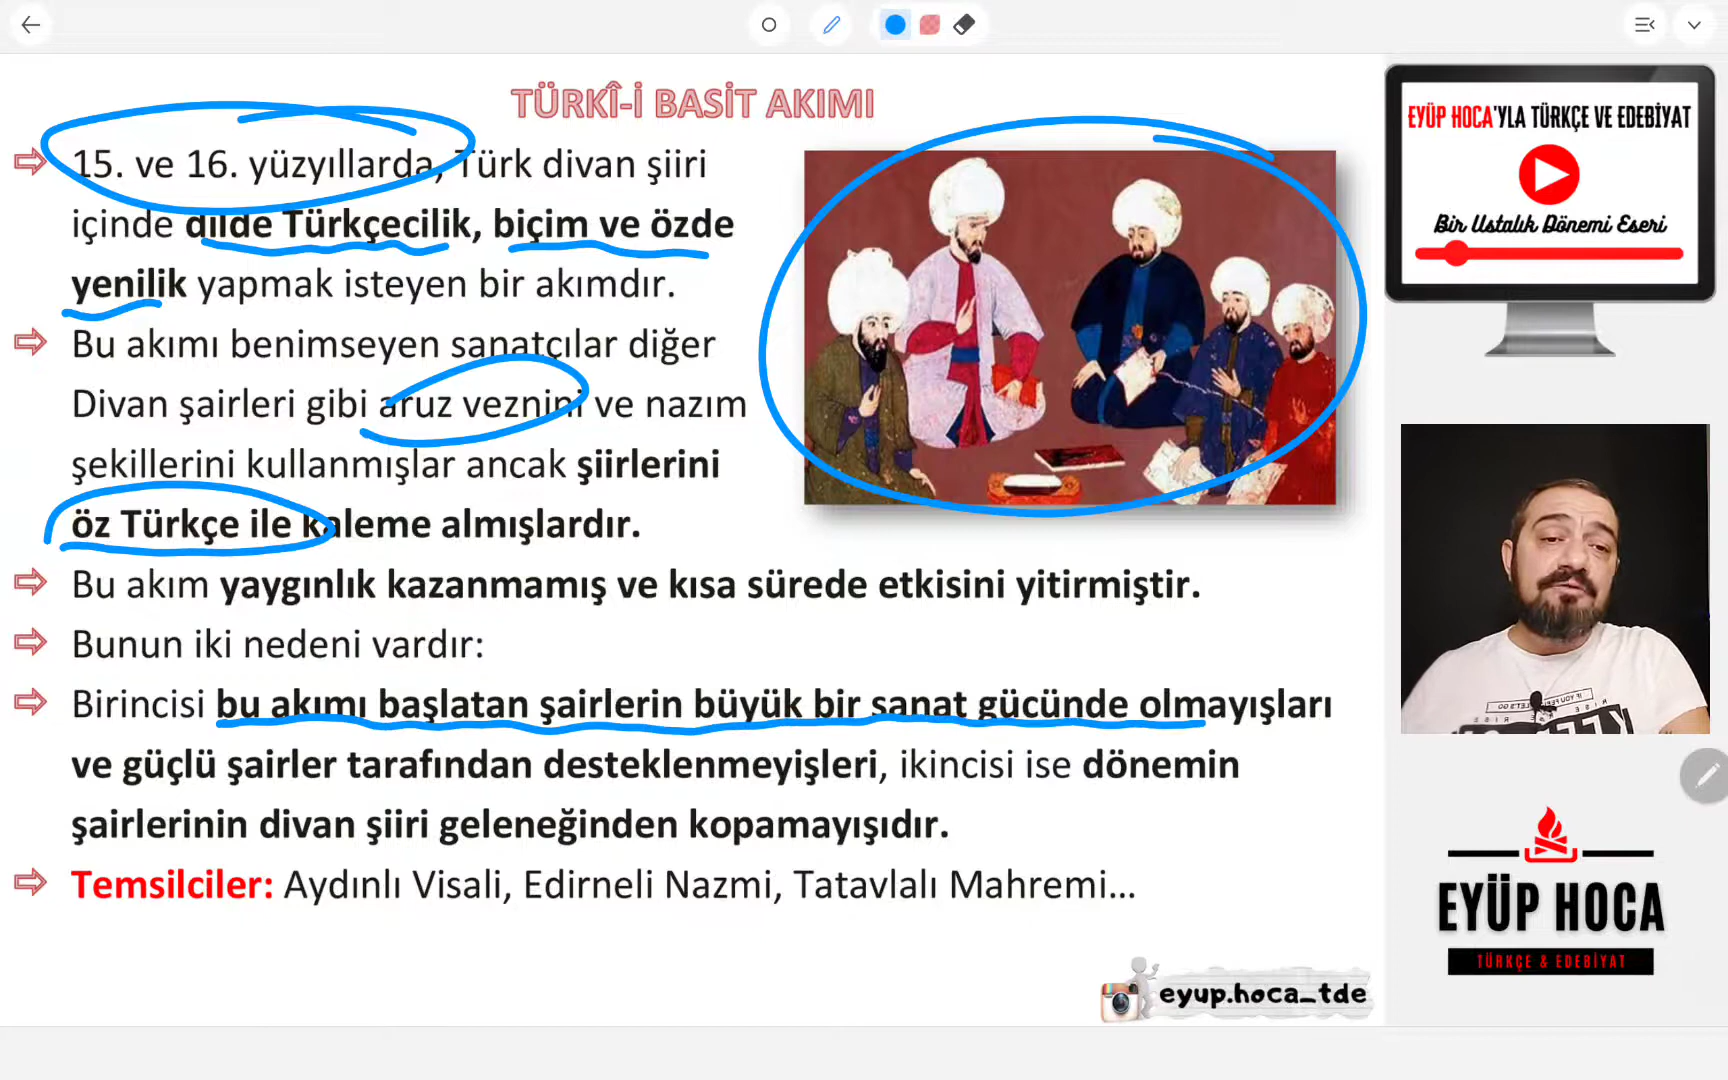 TÜRKÎ-İ BASİT AKIMI
15. ve 16. yüzyıllarda, Türk divan şiiri
içinde dilde Türkçecilik, biçim ve özde
yenilik yapmak isteyen bir akımdır.
Bu akımı benimseyen sanatçılar diğer
Divan şairleri gibi aruz veznini ve nazım
şekillerini kullanmışlar ancak şiirlerini
öz Türkçe ile kaleme almışlardır.
Bu akım yaygınlık kazanmamış ve kısa sürede etkisini yitirmiştir.
Bunun iki nedeni vardır:
Birincisi bu akımı başlatan şairlerin büyük bir sanat gücünde olmayışları
ve güçlü şairler tarafından desteklenmeyişleri, ikincisi ise dönemin
şairlerinin divan şiiri geleneğinden kopamayışıdır.
Temsilciler: Aydınlı Visali, Edirneli Nazmi, Tatavlalı Mahremi...
eyup.hoca_tde
EYÜP HOCA'YLA TÜRKÇE VE EDEBİYAT
Bir Ustalık Dönemi Eseri
EYÜP HOCA
TÜRKÇE & EDEBİYAT